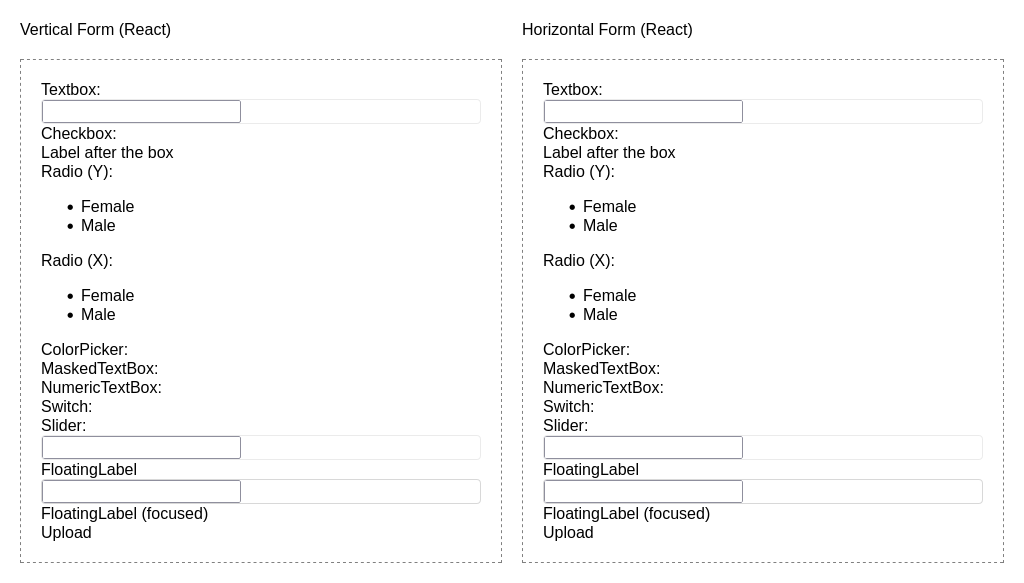 Vertical Form (React)
Textbox:
Checkbox:
Label after the box
Radio (Y):
Female
Male
Radio (X):
Female
Male
ColorPicker:
MaskedTextBox:
NumericTextBox:
Switch:
Slider:
FloatingLabel
FloatingLabel (focused)
Upload
Horizontal Form (React)
Textbox:
Checkbox:
Label after the box
Radio (Y):
Female
Male
Radio (X):
Female
Male
ColorPicker:
MaskedTextBox:
NumericTextBox:
Switch:
Slider:
FloatingLabel
FloatingLabel (focused)
Upload